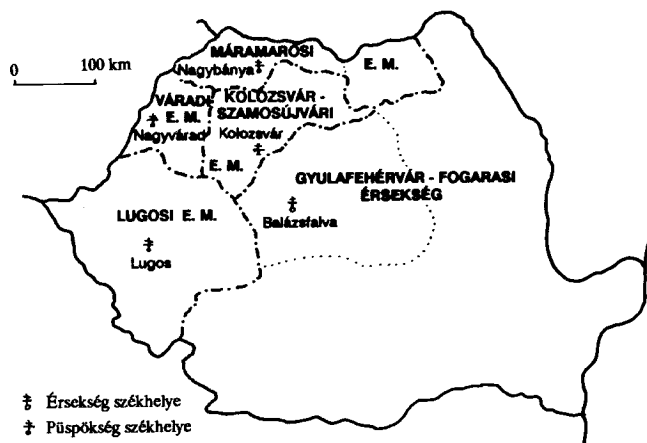 0 100 km
MÁRAMAROSI
E. M.
Nagybánya
VÁRADI
E. M.
Nagyvárad
KOLOZSVÁR -
SZAMOSÚJVÁRI
Kolozsvár
E. M.
GYULAFEHÉRVÁR - FOGARASI
ÉRSEKSÉG
Balázsfalva
LUGOSI E. M.
Lugos
Érsekség székhelye
Püspökség székhelye